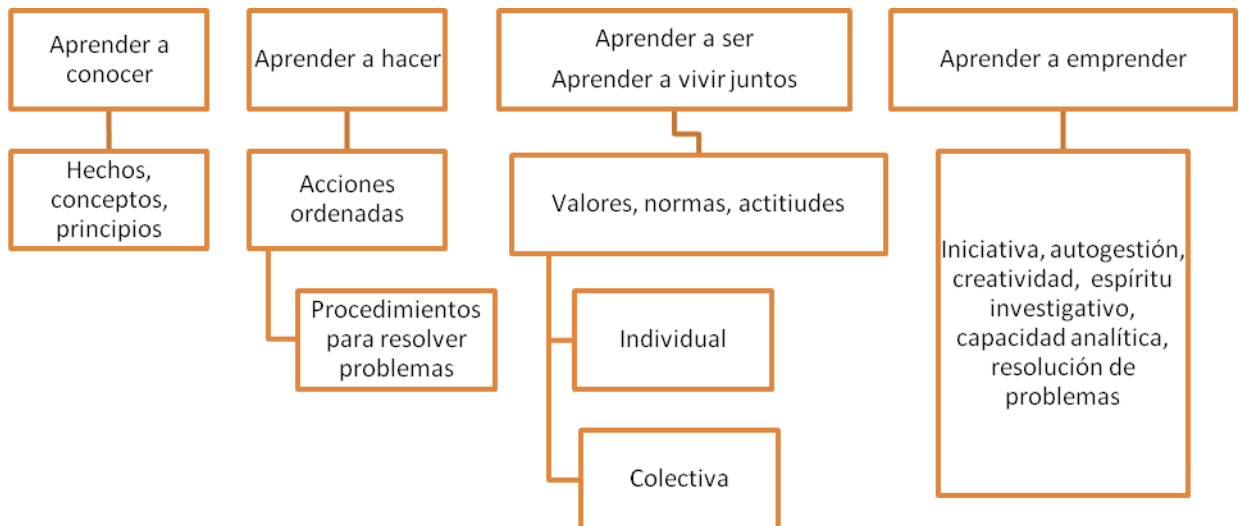 Aprender a
conocer
Hechos,
conceptos,
principios
Aprender a hacer
Acciones
ordenadas
Procedimientos
para resolver
problemas
Aprender a ser
Aprender a vivir juntos
Valores, normas, actitiudes
Individual
Colectiva
Aprender a emprender
Iniciativa, autogestión,
creatividad, espíritu
investigativo,
capacidad analítica,
resolución de
problemas